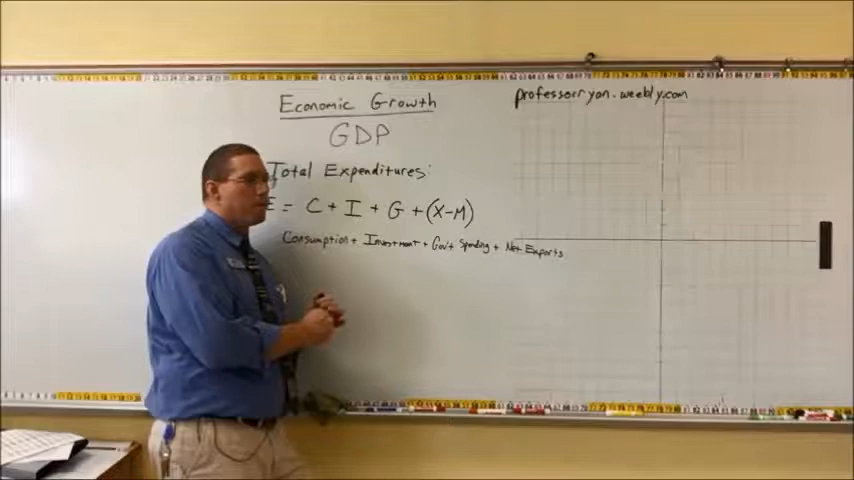 Economic Growth
professorryan.weebly.com
GDP
Total Expenditures:
E = C + I + G + (X-M)
Consumption + Investment + Gov't Spending + Net Exports